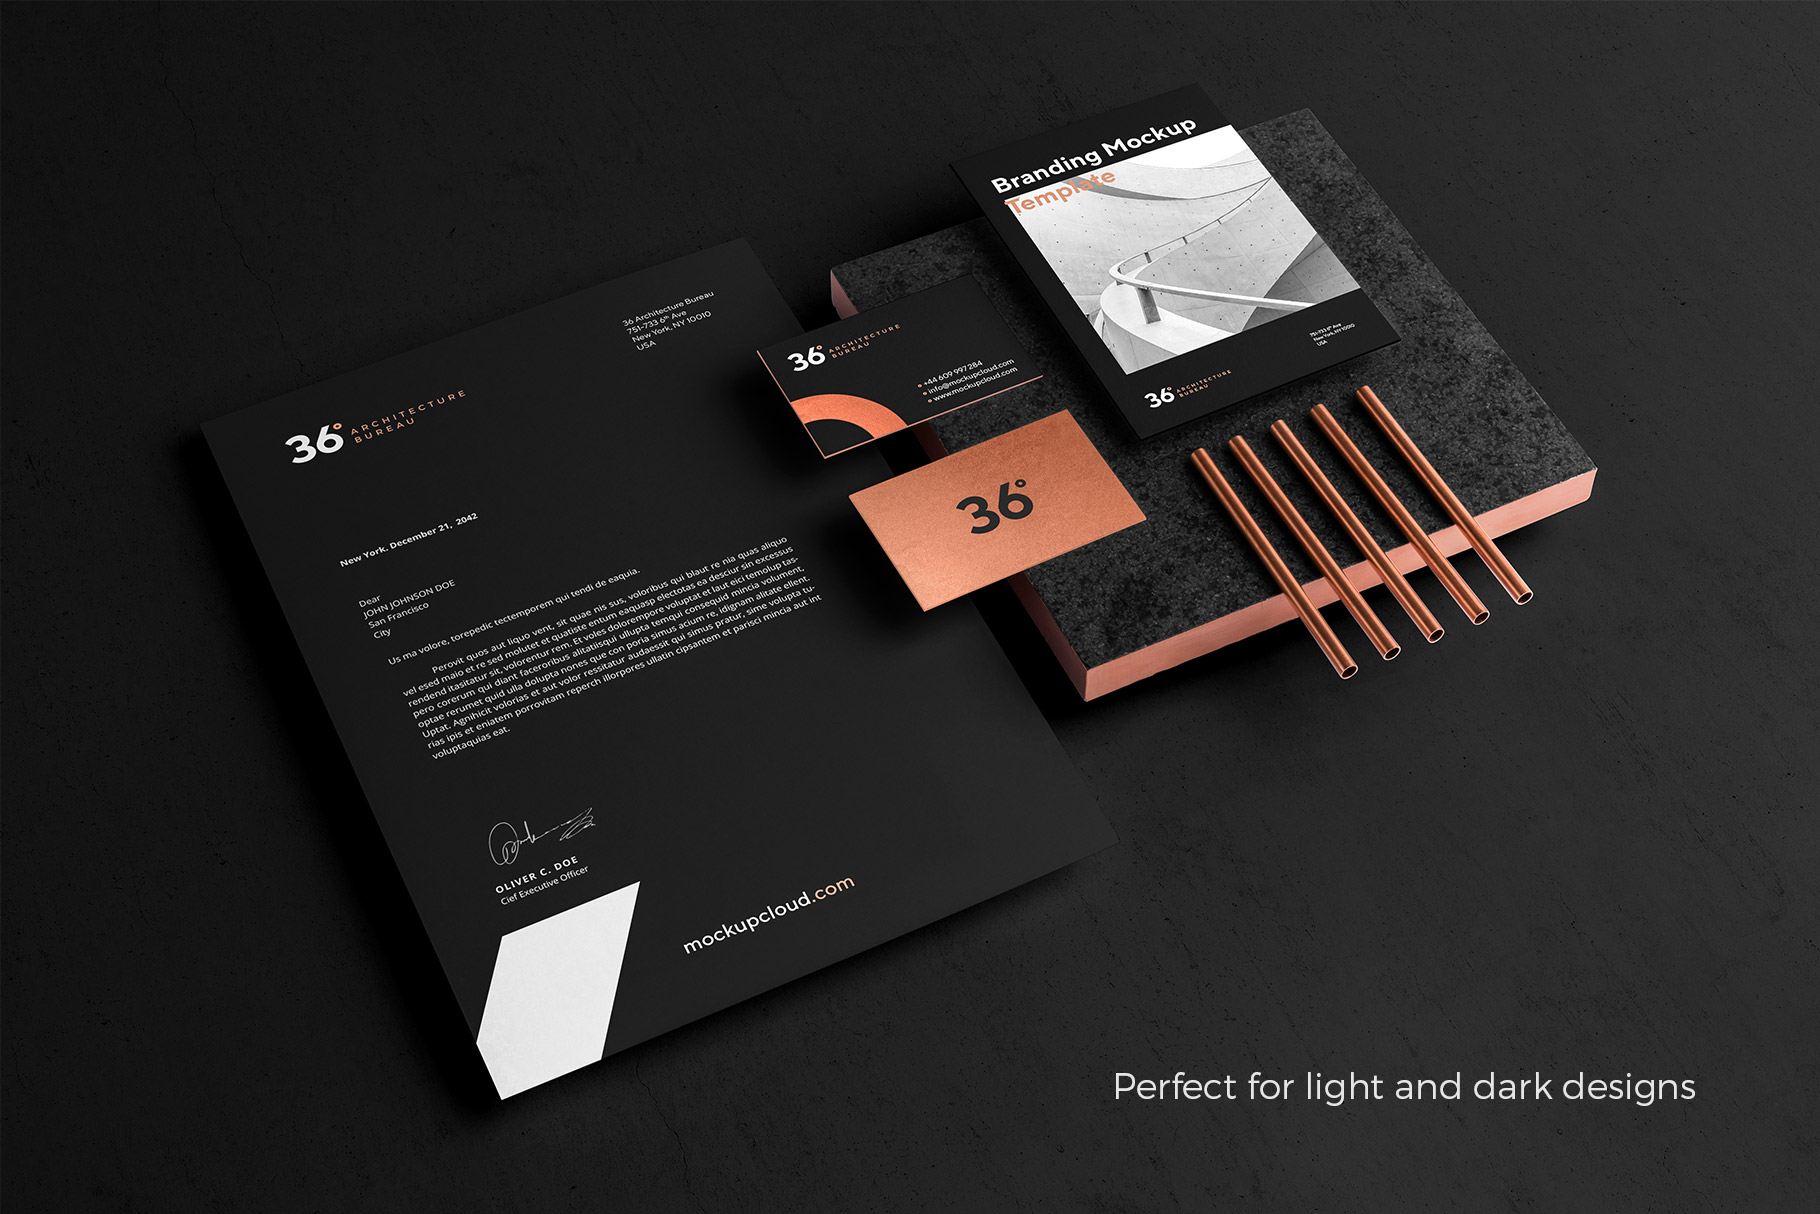 36 Architecture Bureau
751-733 6th Ave
New York, NY 10010
USA
36° ARCHITECTURE
BUREAU
New York. December 21, 2042
Dear
JOHN JOHNSON DOE
San Francisco
City
Us ma volore, torepedic tectemporem qui tendi de eaquia.
Perovit quos aut liquo vent, sit quae nis sus, voloribus qui blaut re nia quas aliquo
vel esed maio et re sed molutet et quatiste entum eaquasp electotas ea desciur sin excessus
rendend itasitatur sit, volorentur rem. Et voles dolorempore voluptat et laut eici temolup tas-
pero corerum qui diant faceroribus alitatiisqui ullupta temqui consequid mincia volument,
optae rerumet quid ulla dolupta nones que con poria simus acium re, idignam alitate ellent.
Uptat. Agnihicit volorias et aut volor ressitatur audaessit qui simus pratur, sime volupta tu-
rias ipis et eniatem porrovitam reperch illorpores ullatin cipsantem et parisci mincia aut int
voluptaquias eat.
OLIVER C. DOE
Cief Executive Officer
mockupcloud.com
36° ARCHITECTURE
BUREAU
+44 609 997 284
info@mockupcloud.com
www.mockupcloud.com
36°
Branding Mockup
Template
751-733 6th Ave
New York, NY 10010
USA
36° ARCHITECTURE
BUREAU
Perfect for light and dark designs